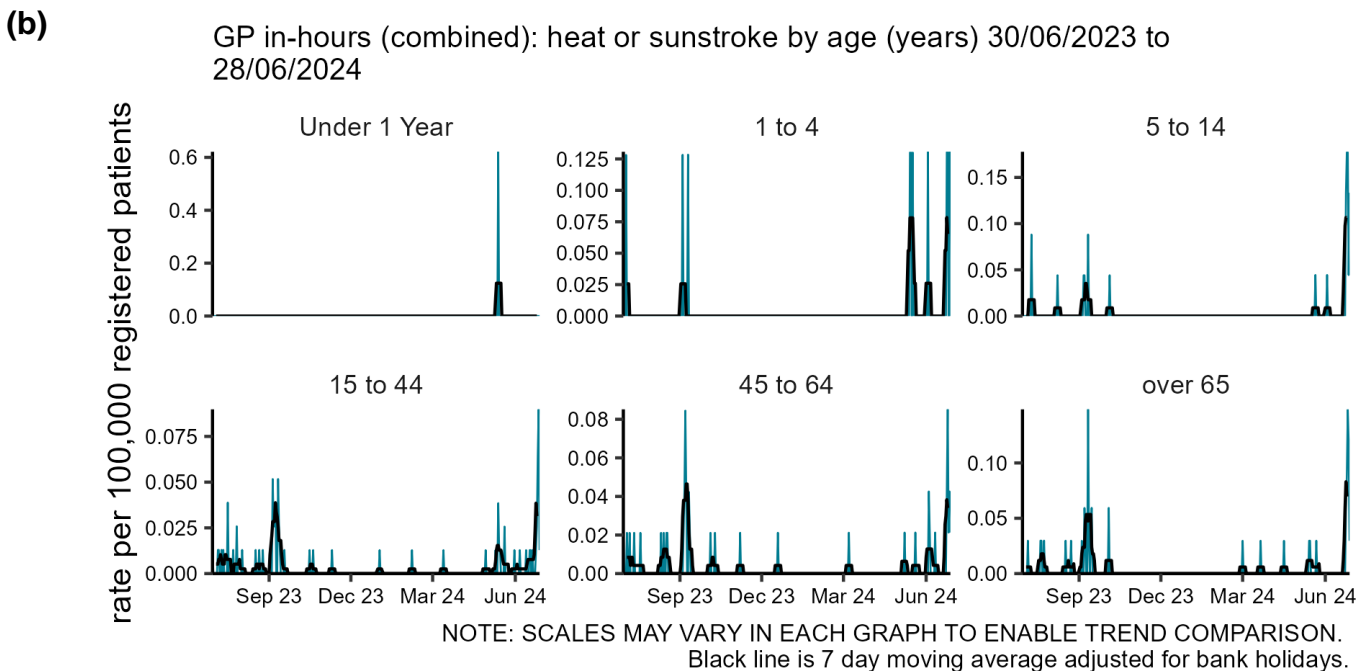 (b)
GP in-hours (combined): heat or sunstroke by age (years) 30/06/2023 to
28/06/2024
rate per 100,000 registered patients
Under 1 Year
0.6
0.4
0.2
0.0
1 to 4
0.125
0.100
0.075
0.050
0.025
0.000
5 to 14
0.15
0.10
0.05
0.00
15 to 44
0.075
0.050
0.025
0.000
Sep 23 Dec 23 Mar 24 Jun 24
45 to 64
0.08
0.06
0.04
0.02
0.00
Sep 23 Dec 23 Mar 24 Jun 24
over 65
0.10
0.05
0.00
Sep 23 Dec 23 Mar 24 Jun 24
NOTE: SCALES MAY VARY IN EACH GRAPH TO ENABLE TREND COMPARISON.
Black line is 7 day moving average adjusted for bank holidays.